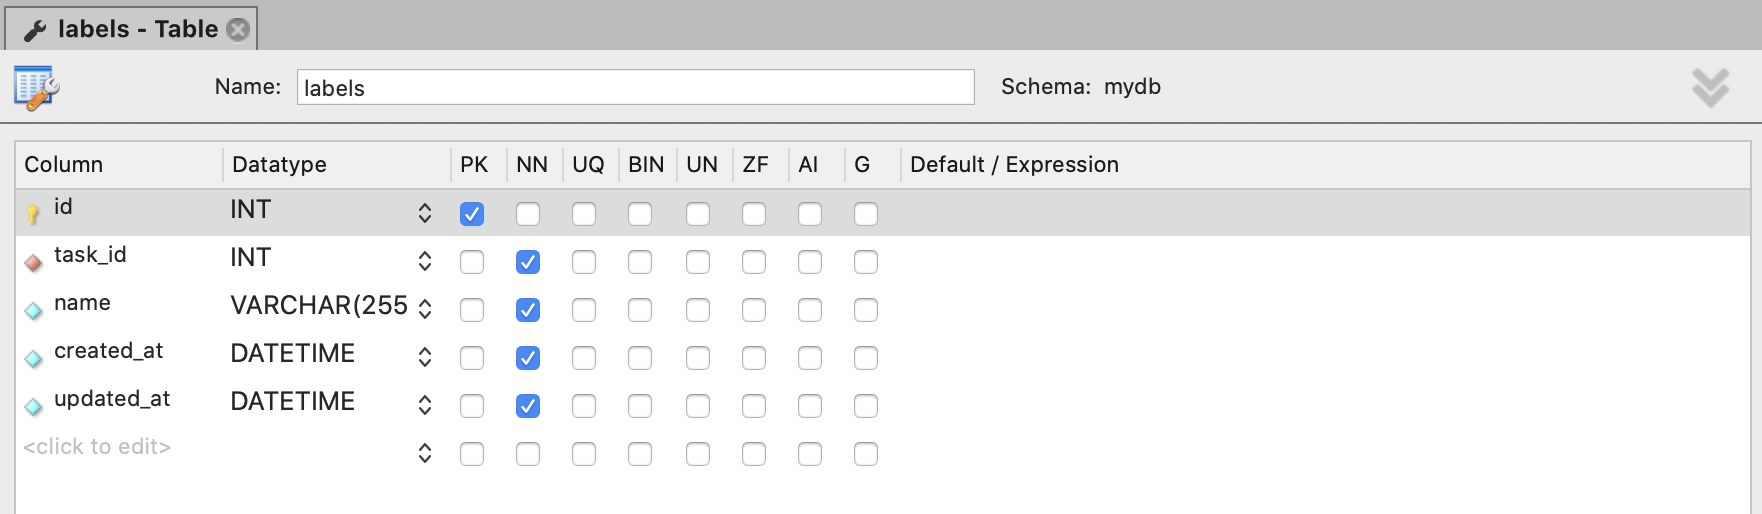 labels - Table
Name: labels Schema: mydb
Column Datatype PK NN UQ BIN UN ZF AI G Default / Expression
id INT
task_id INT
name VARCHAR(255
created_at DATETIME
updated_at DATETIME
<click to edit>